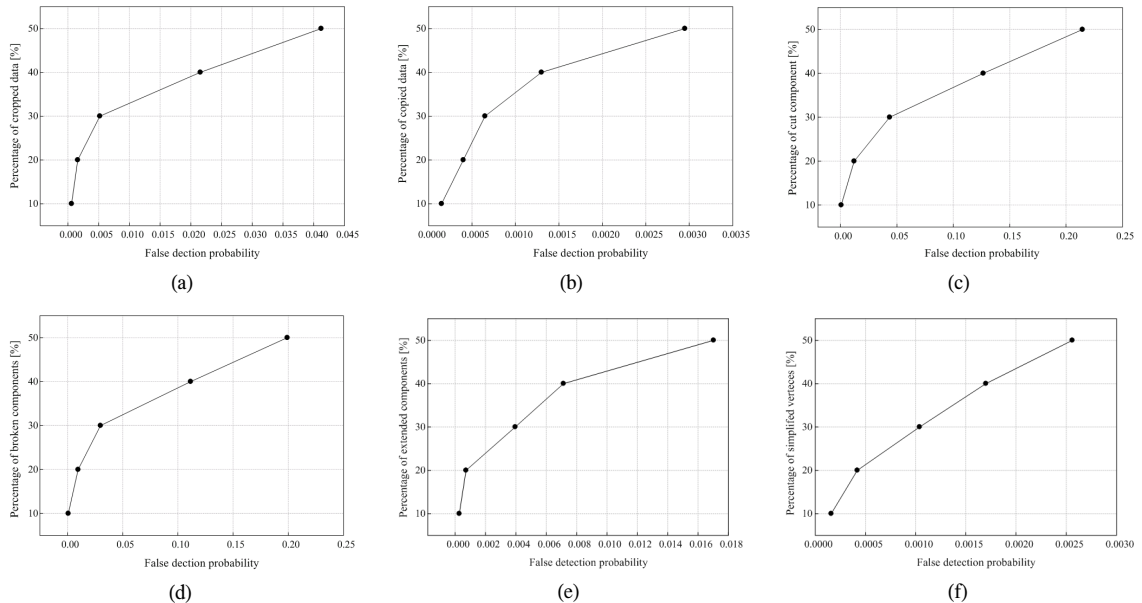 Percentage of cropped data [%]
50
40
30
20
10
0.000 0.005 0.010 0.015 0.020 0.025 0.030 0.035 0.040 0.045
False dection probability
(a)
Percentage of copied data [%]
50
40
30
20
10
0.0000 0.0005 0.0010 0.0015 0.0020 0.0025 0.0030 0.0035
False dection probability
(b)
Percentage of cut component [%]
50
40
30
20
10
0.00 0.05 0.10 0.15 0.20 0.25
False dection probability
(c)
Percentage of broken components [%]
50
40
30
20
10
0.00 0.05 0.10 0.15 0.20 0.25
False dection probability
(d)
Percentage of extended components [%]
50
40
30
20
10
0.000 0.002 0.004 0.006 0.008 0.010 0.012 0.014 0.016 0.018
False detection probability
(e)
Percentage of simplifed verteces [%]
50
40
30
20
10
0.0000 0.0005 0.0010 0.0015 0.0020 0.0025 0.0030
False detection probability
(f)